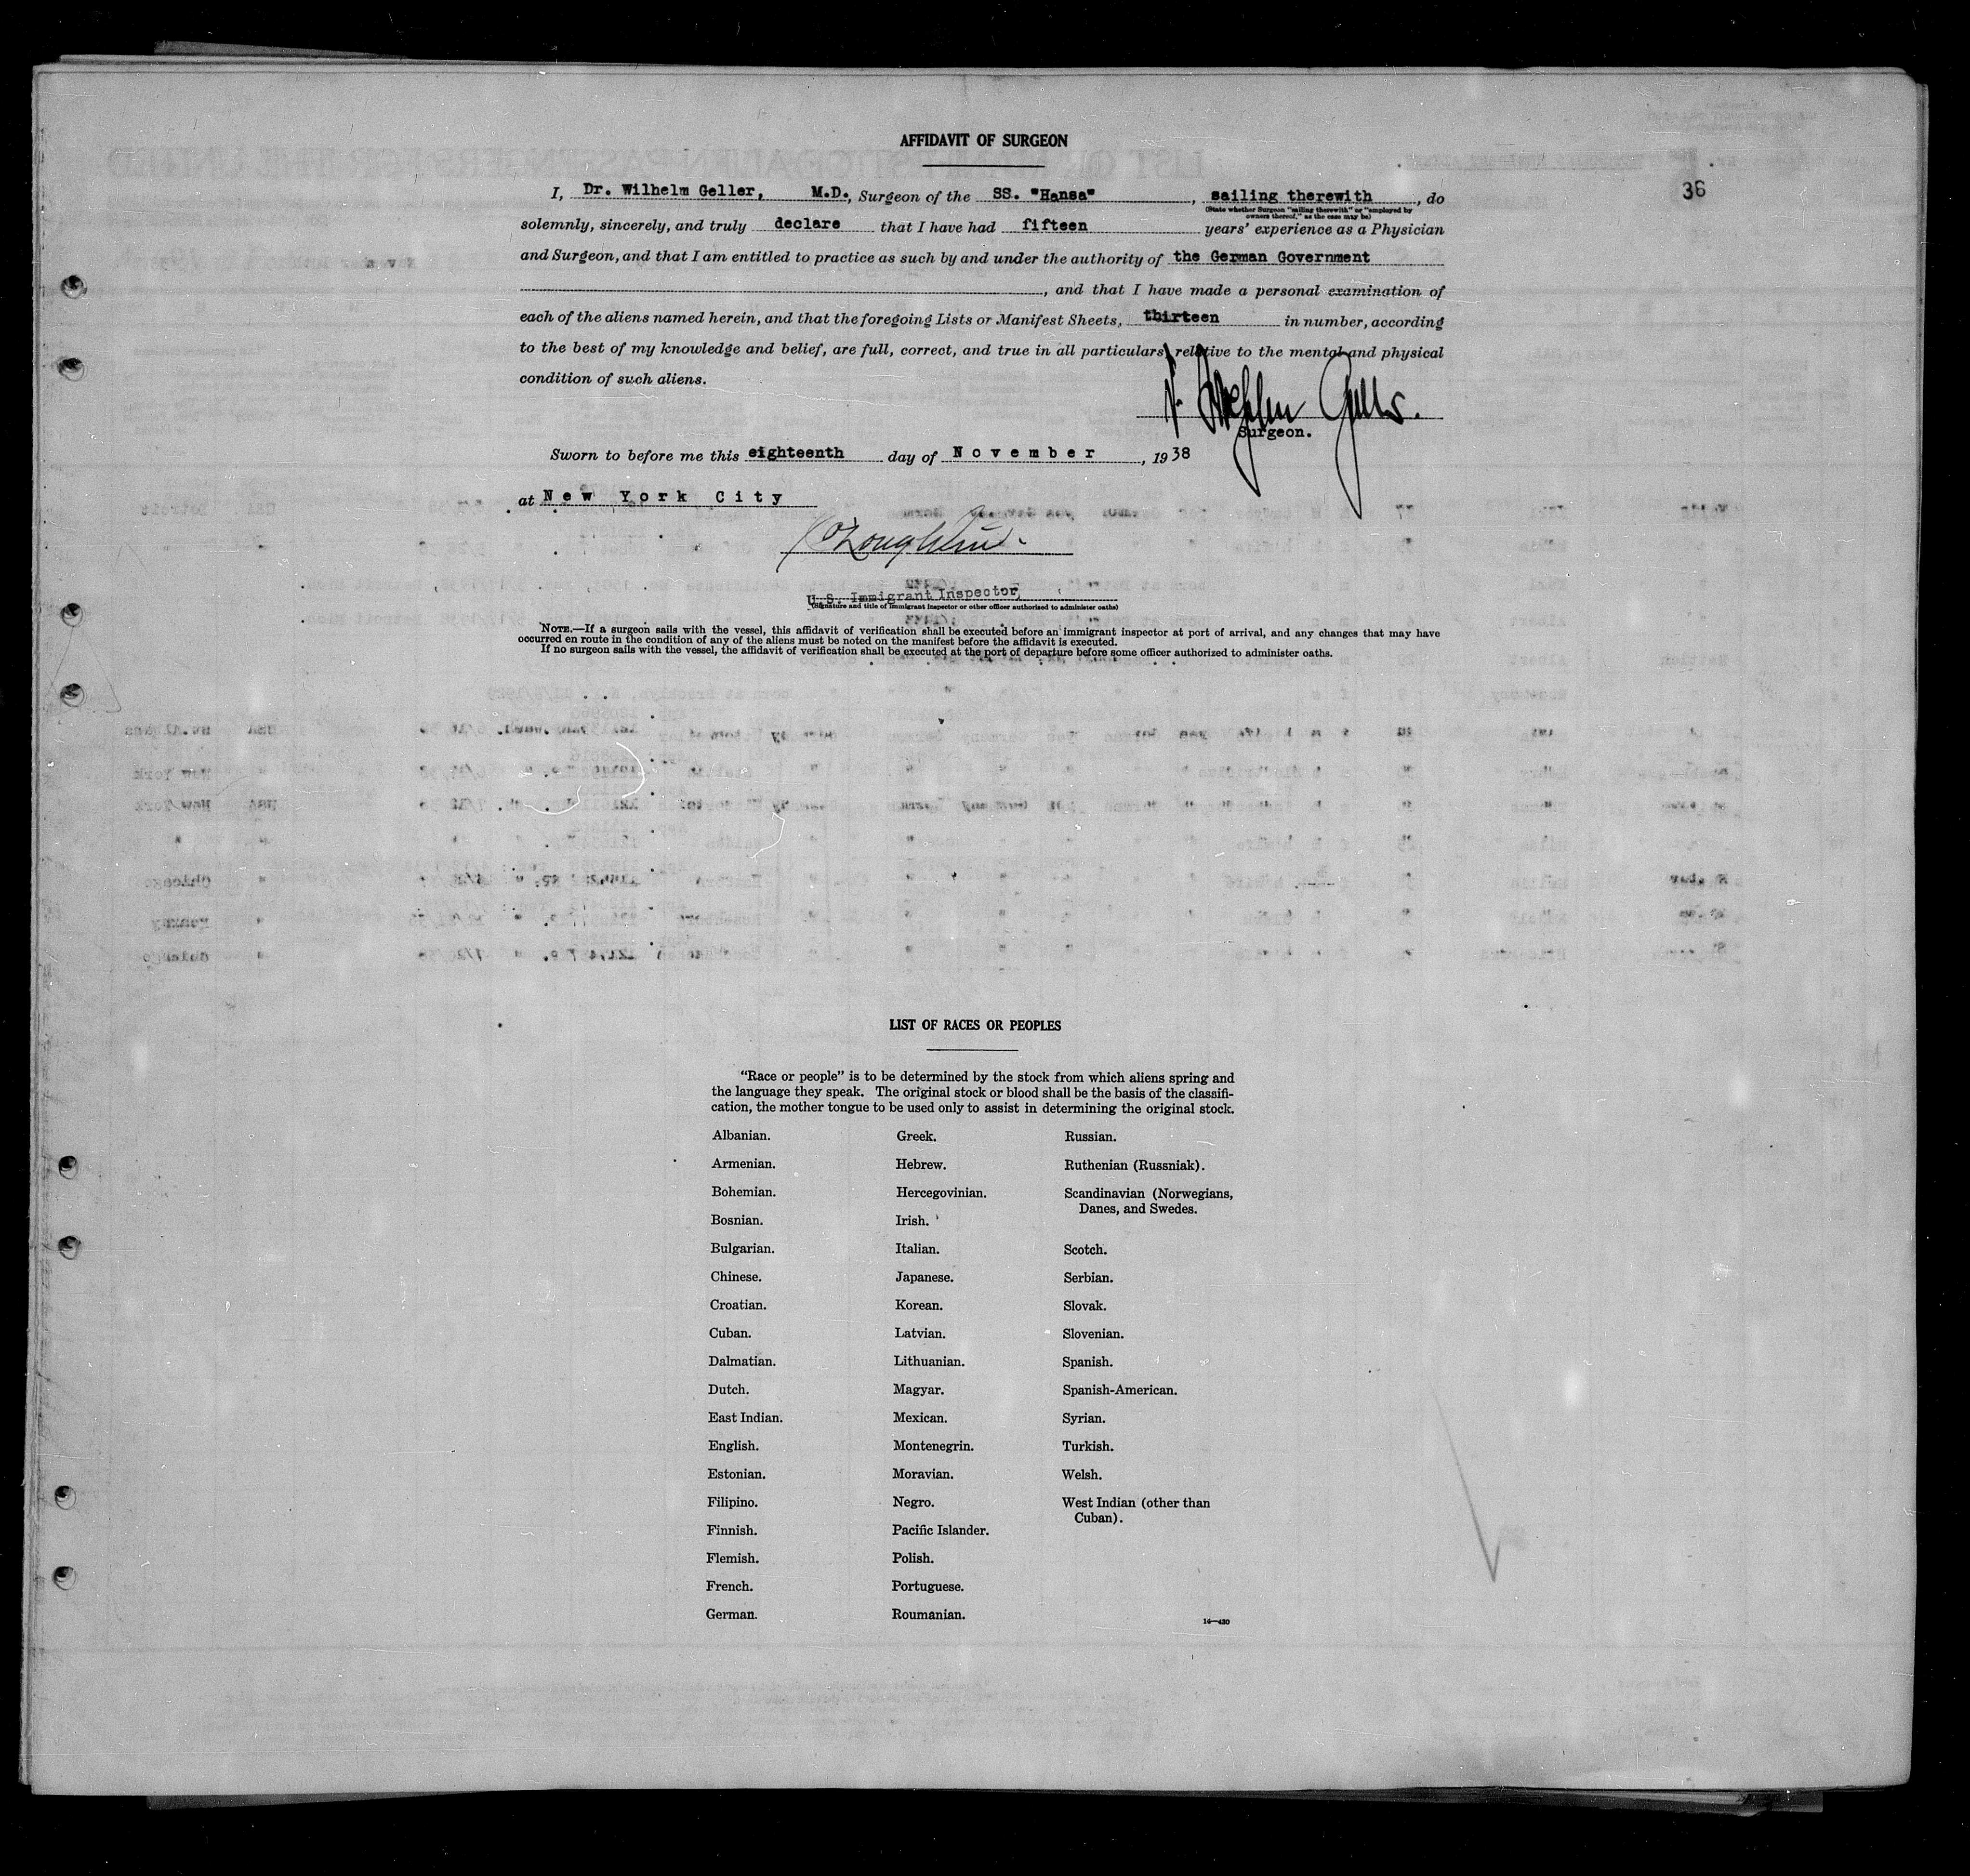 AFFIDAVIT OF SURGEON
36
I, Dr. Wilhelm Geller, M.D., Surgeon of the SS. "Hansa", sailing therewith, do
(State whether Surgeon "sailing therewith" or "employed by
owners thereof," as the case may be)
solemnly, sincerely, and truly declare that I have had fifteen years' experience as a Physician
and Surgeon, and that I am entitled to practice as such by and under the authority of the German Government
, and that I have made a personal examination of
each of the aliens named herein, and that the foregoing Lists or Manifest Sheets, thirteen in number, according
to the best of my knowledge and belief, are full, correct, and true in all particulars relative to the mental and physical
condition of such aliens.
Surgeon.
Sworn to before me this eighteenth day of November, 1938
at New York City
U.S. Immigrant Inspector,
(Signature and title of immigrant inspector or other officer authorized to administer oaths)
NOTE.—If a surgeon sails with the vessel, this affidavit of verification shall be executed before an immigrant inspector at port of arrival, and any changes that may have
occurred en route in the condition of any of the aliens must be noted on the manifest before the affidavit is executed.
If no surgeon sails with the vessel, the affidavit of verification shall be executed at the port of departure before some officer authorized to administer oaths.
LIST OF RACES OR PEOPLES
"Race or people" is to be determined by the stock from which aliens spring and
the language they speak. The original stock or blood shall be the basis of the classifi-
cation, the mother tongue to be used only to assist in determining the original stock.
Albanian.
Armenian.
Bohemian.
Bosnian.
Bulgarian.
Chinese.
Croatian.
Cuban.
Dalmatian.
Dutch.
East Indian.
English.
Estonian.
Filipino.
Finnish.
Flemish.
French.
German.
Greek.
Hebrew.
Hercegovinian.
Irish.
Italian.
Japanese.
Korean.
Latvian.
Lithuanian.
Magyar.
Mexican.
Montenegrin.
Moravian.
Negro.
Pacific Islander.
Polish.
Portuguese.
Roumanian.
Russian.
Ruthenian (Russniak).
Scandinavian (Norwegians,
Danes, and Swedes.
Scotch.
Serbian.
Slovak.
Slovenian.
Spanish.
Spanish-American.
Syrian.
Turkish.
Welsh.
West Indian (other than
Cuban).
14—430